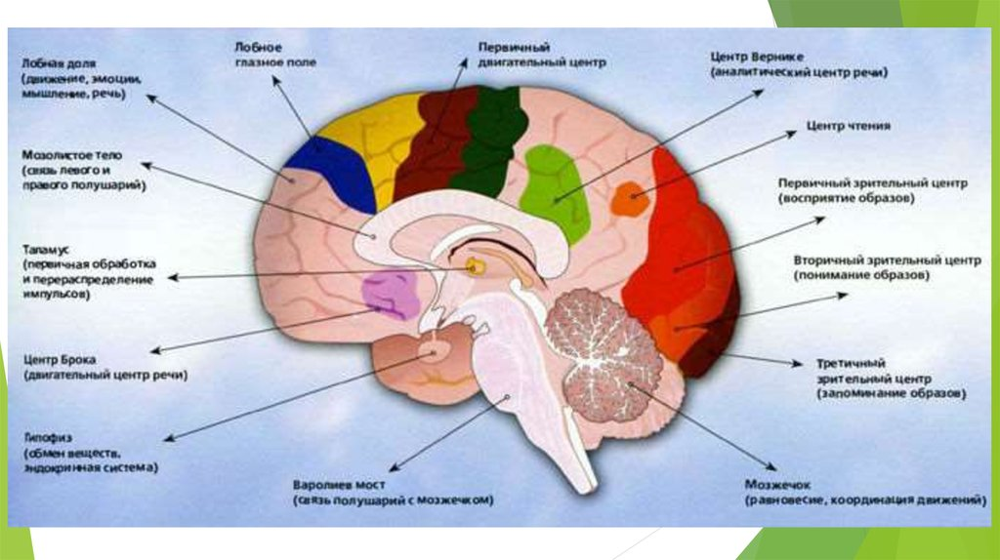 Лобная доля
(движение, эмоции,
мышление, речь)
Лобное
глазное поле
Первичный
двигательный центр
Центр Вернике
(аналитический центр речи)
Центр чтения
Мозолистое тело
(связь левого и
правого полушарий)
Первичный зрительный центр
(восприятие образов)
Таламус
(первичная обработка
и перераспределение
импульсов)
Вторичный зрительный центр
(понимание образов)
Центр Брока
(двигательный центр речи)
Третичный
зрительный центр
(запоминание образов)
Гипофиз
(обмен веществ,
эндокринная система)
Варолиев мост
(связь полушарий с мозжечком)
Мозжечок
(равновесие, координация движений)